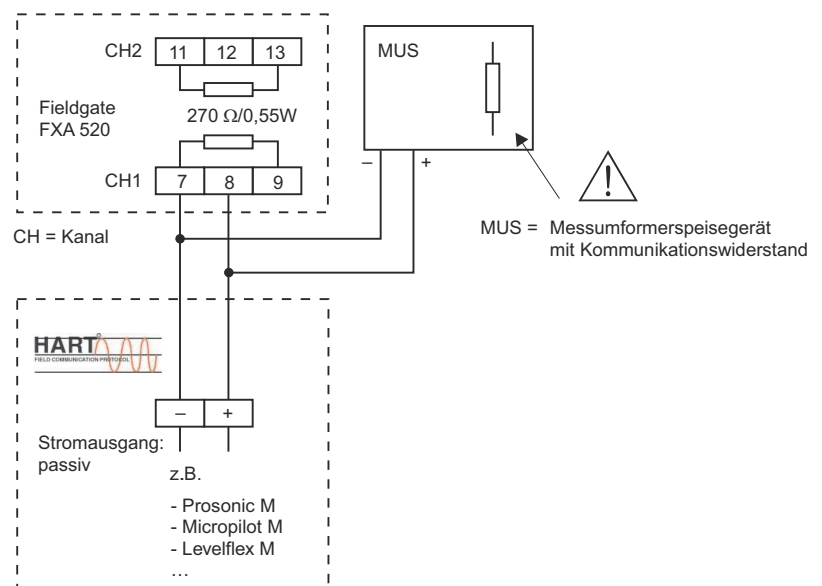 CH2 11 12 13
Fieldgate
FXA 520
270 Ω/0,55W
CH1 7 8 9
CH = Kanal
MUS
– +
!
MUS = Messumformerspeisegerät
mit Kommunikationswiderstand
HART
FIELD COMMUNICATION PROTOCOL
– +
Stromausgang:
passiv
z.B.
- Prosonic M
- Micropilot M
- Levelflex M
…